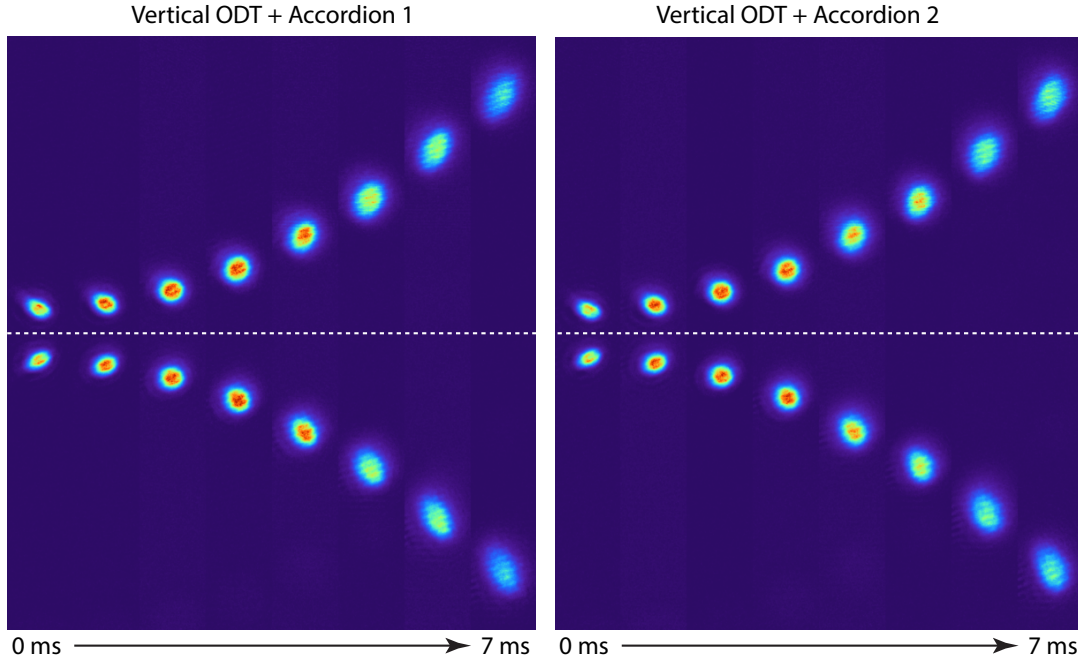 Vertical ODT + Accordion 1
Vertical ODT + Accordion 2
0 ms
7 ms
0 ms
7 ms